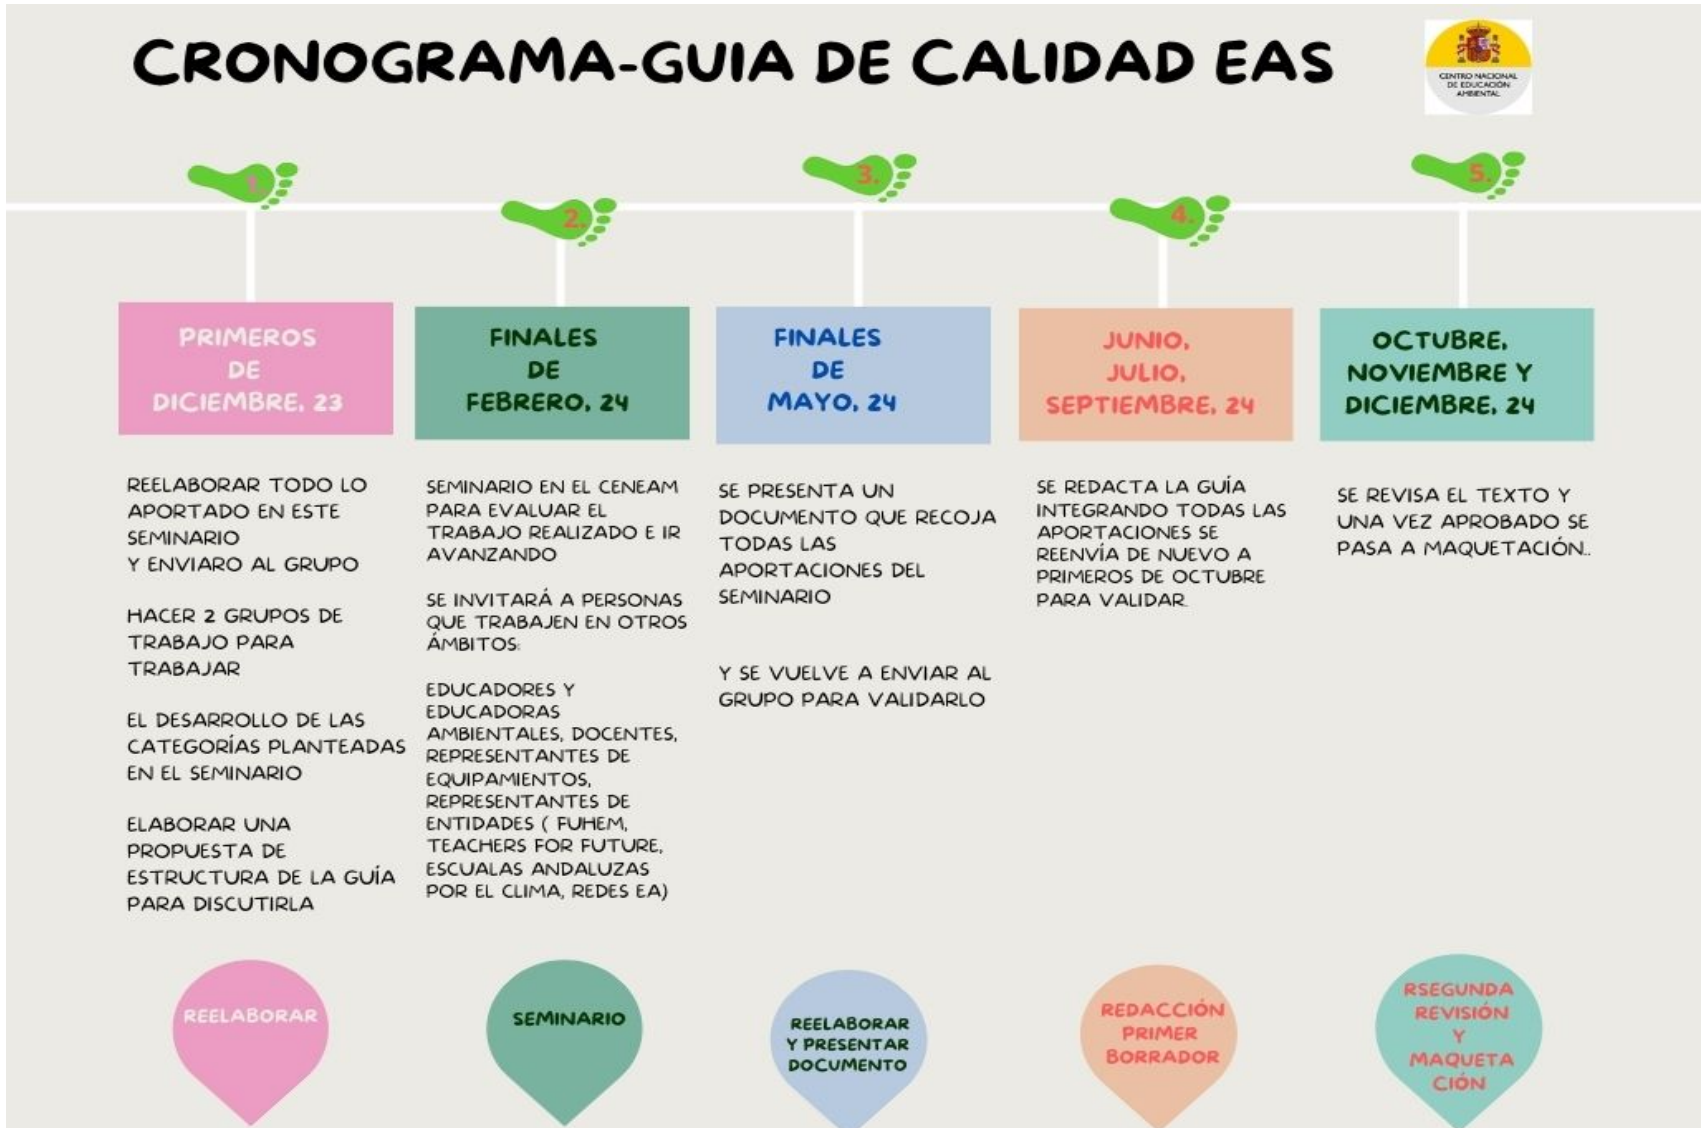 CRONOGRAMA-GUIA DE CALIDAD EAS
CENTRO NACIONAL
DE EDUCACIÓN
AMBIENTAL
1.
2.
3.
4.
5.
PRIMEROS
DE
DICIEMBRE, 23
REELABORAR TODO LO
APORTADO EN ESTE
SEMINARIO
Y ENVIARO AL GRUPO
HACER 2 GRUPOS DE
TRABAJO PARA
TRABAJAR
EL DESARROLLO DE LAS
CATEGORÍAS PLANTEADAS
EN EL SEMINARIO
ELABORAR UNA
PROPUESTA DE
ESTRUCTURA DE LA GUÍA
PARA DISCUTIRLA
REELABORAR
FINALES
DE
FEBRERO, 24
SEMINARIO EN EL CENEAM
PARA EVALUAR EL
TRABAJO REALIZADO E IR
AVANZANDO
SE INVITARÁ A PERSONAS
QUE TRABAJEN EN OTROS
ÁMBITOS:
EDUCADORES Y
EDUCADORAS
AMBIENTALES, DOCENTES,
REPRESENTANTES DE
EQUIPAMIENTOS,
REPRESENTANTES DE
ENTIDADES ( FUHEM,
TEACHERS FOR FUTURE,
ESCUALAS ANDALUZAS
POR EL CLIMA, REDES EA)
SEMINARIO
FINALES
DE
MAYO, 24
SE PRESENTA UN
DOCUMENTO QUE RECOJA
TODAS LAS
APORTACIONES DEL
SEMINARIO
Y SE VUELVE A ENVIAR AL
GRUPO PARA VALIDARLO
REELABORAR
Y PRESENTAR
DOCUMENTO
JUNIO,
JULIO,
SEPTIEMBRE, 24
SE REDACTA LA GUÍA
INTEGRANDO TODAS LAS
APORTACIONES SE
REENVÍA DE NUEVO A
PRIMEROS DE OCTUBRE
PARA VALIDAR.
REDACCIÓN
PRIMER
BORRADOR
OCTUBRE,
NOVIEMBRE Y
DICIEMBRE, 24
SE REVISA EL TEXTO Y
UNA VEZ APROBADO SE
PASA A MAQUETACIÓN..
RSEGUNDA
REVISIÓN
Y
MAQUETA
CIÓN